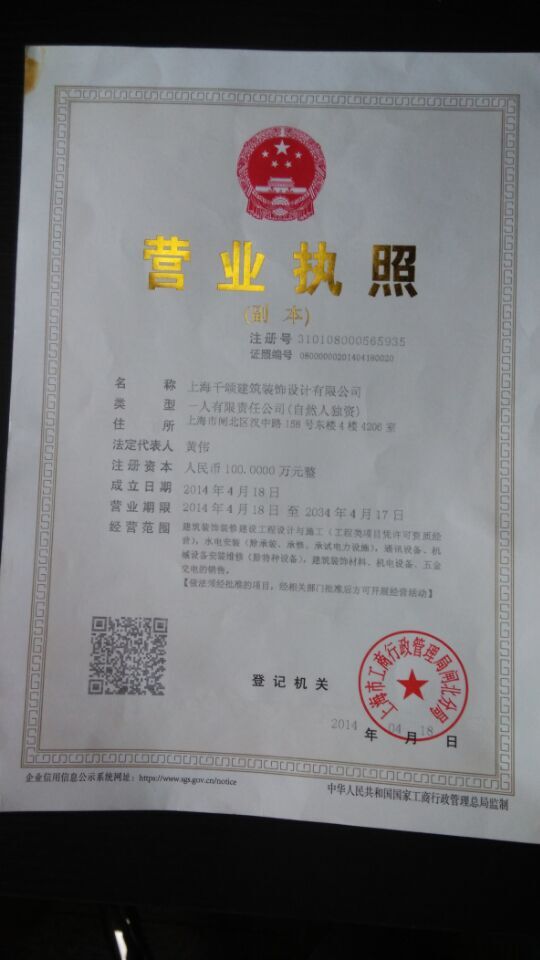 营业执照
(副本)
注册号 310108000565935
证照编号 08000000201404180020
名称 上海千颂建筑装饰设计有限公司
类型 一人有限责任公司(自然人独资)
住所 上海市闸北区汉中路158号东楼4楼4206室
法定代表人 黄伟
注册资本 人民币100.0000万元整
成立日期 2014年4月18日
营业期限 2014年4月18日至2034年4月17日
经营范围 建筑装饰装修建设工程设计与施工(工程类项目凭许可资质经
营),水电安装(除承装、承修、承试电力设施),通讯设备、机
械设备安装维修(除特种设备),建筑装饰材料、机电设备、五金
交电的销售。
【依法须经批准的项目,经相关部门批准后方可开展经营活动】
上海市工商行政管理局闸北分局
登记机关
2014年04月18日
企业信用信息公示系统网址:https://www.sgs.gov.cn/notice
中华人民共和国国家工商行政管理总局监制